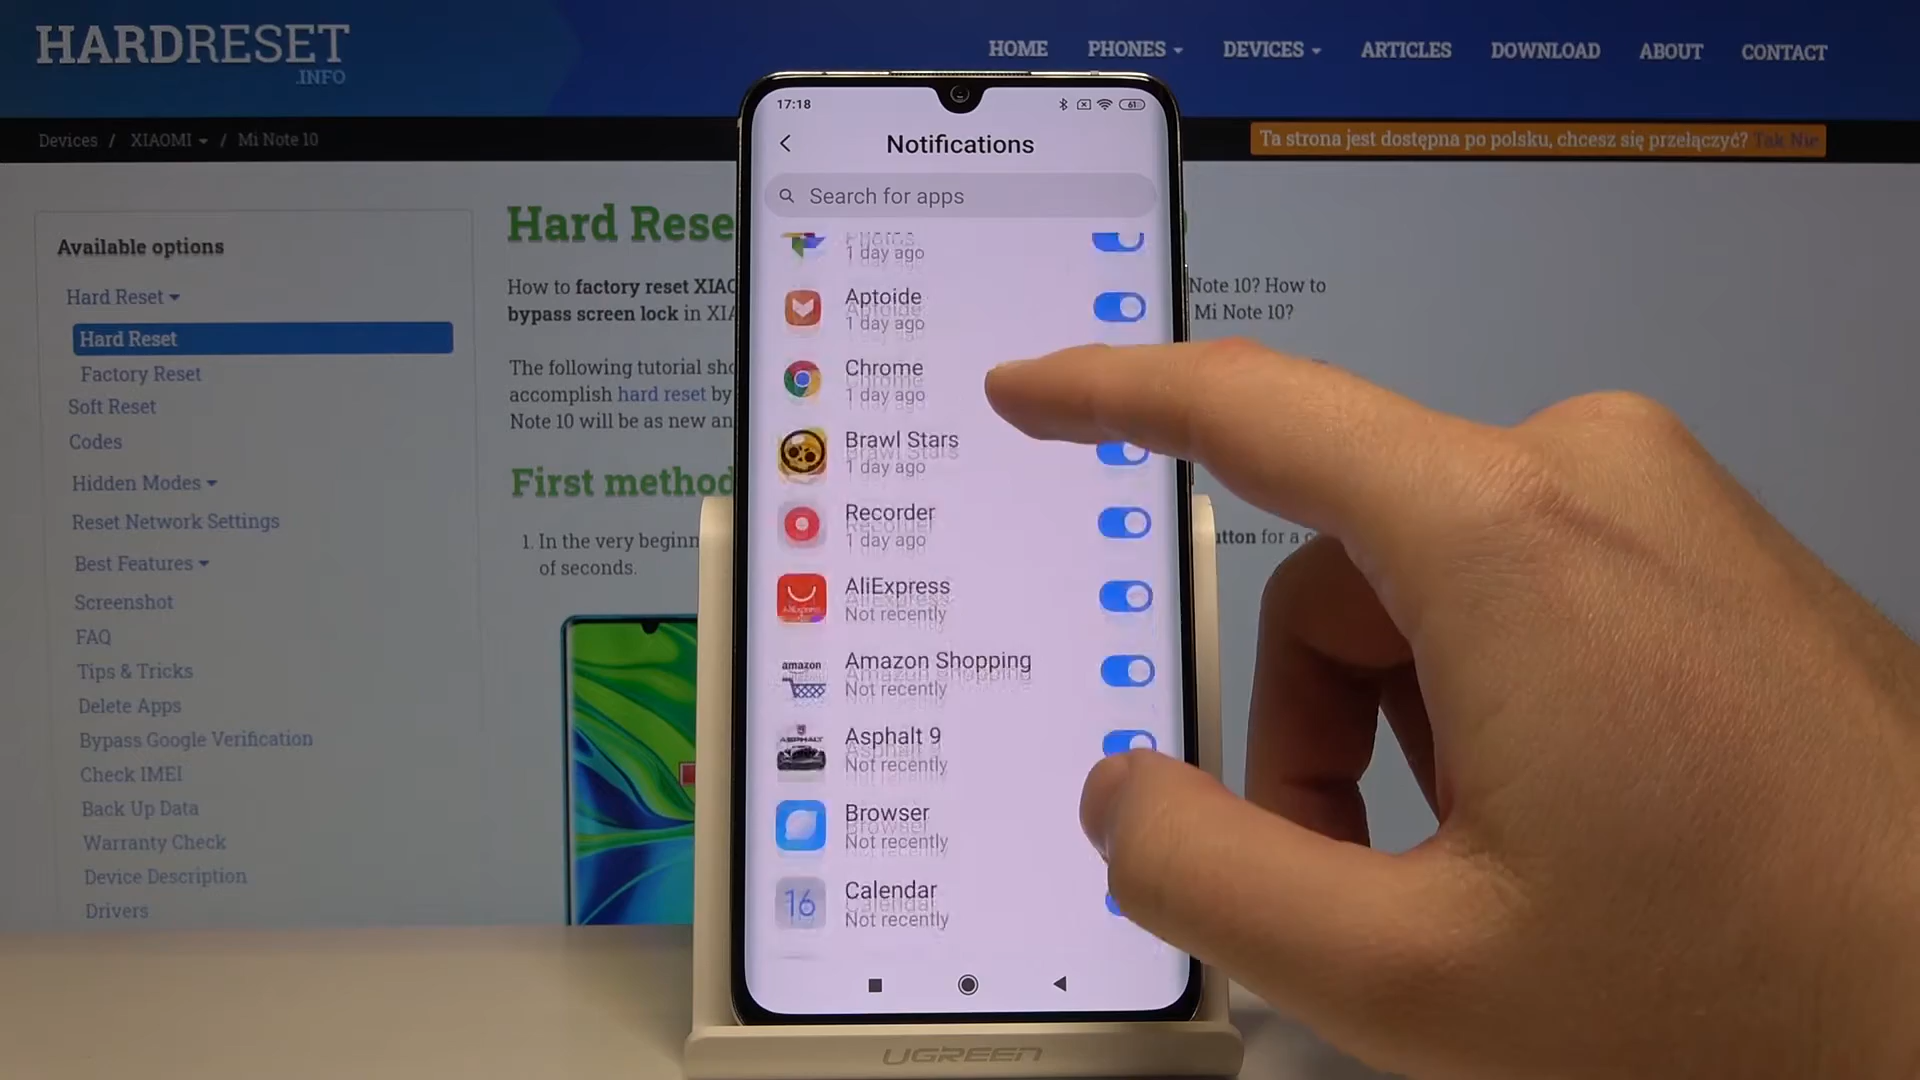 HARDRESET
.INFO
HOME PHONES DEVICES ARTICLES DOWNLOAD ABOUT CONTACT
Devices / XIAOMI / Mi Note 10
Ta strona jest dostępna po polsku, chcesz się przełączyć? Tak Nie
Available options
Hard Reset
Hard Reset
Factory Reset
Soft Reset
Codes
Hidden Modes
Reset Network Settings
Best Features
Screenshot
FAQ
Tips & Tricks
Delete Apps
Bypass Google Verification
Check IMEI
Back Up Data
Warranty Check
Device Description
Drivers
Hard Rese
How to factory reset XIAO
Note 10? How to
bypass screen lock in XIA
Mi Note 10?
The following tutorial sho
accomplish hard reset by
Note 10 will be as new an
First method
1. In the very beginn
utton for a c
of seconds.
17:18
61
Notifications
Search for apps
Photos
1 day ago
Aptoide
1 day ago
Chrome
1 day ago
Brawl Stars
1 day ago
Recorder
1 day ago
AliExpress
AliExpress
Not recently
amazon
Amazon Shopping
Not recently
ASPHALT
Asphalt 9
Not recently
Browser
Not recently
16
Calendar
Not recently
UGREEN